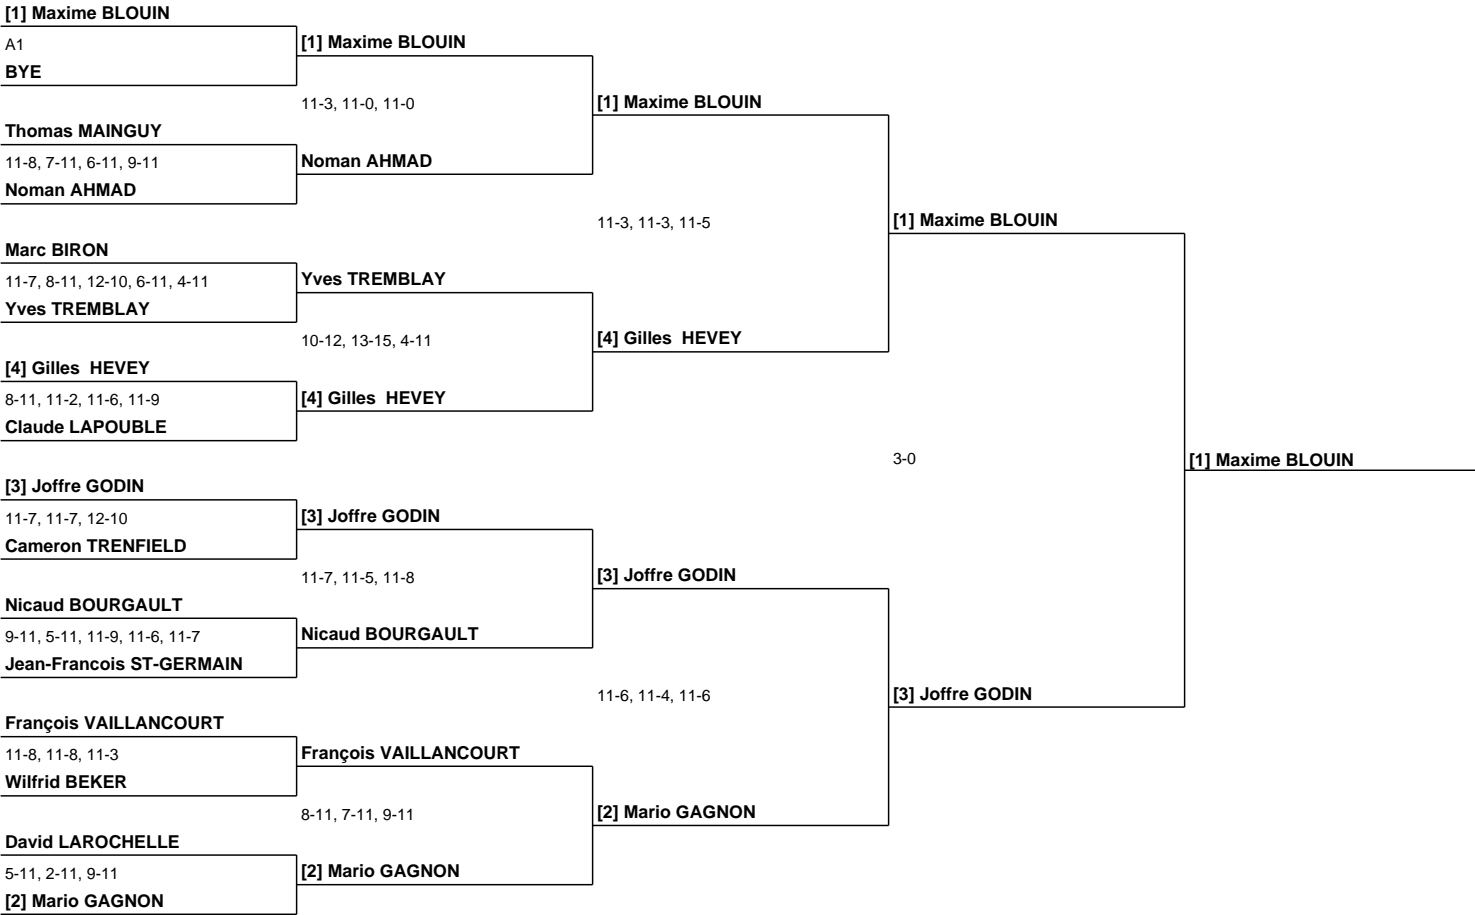 [1] Maxime BLOUIN
A1
BYE
Thomas MAINGUY
11-8, 7-11, 6-11, 9-11
Noman AHMAD
Marc BIRON
11-7, 8-11, 12-10, 6-11, 4-11
Yves TREMBLAY
[4] Gilles  HEVEY
8-11, 11-2, 11-6, 11-9
Claude LAPOUBLE
[3] Joffre GODIN
11-7, 11-7, 12-10
Cameron TRENFIELD
Nicaud BOURGAULT
9-11, 5-11, 11-9, 11-6, 11-7
Jean-Francois ST-GERMAIN
François VAILLANCOURT
11-8, 11-8, 11-3
Wilfrid BEKER
David LAROCHELLE
5-11, 2-11, 9-11
[2] Mario GAGNON
[1] Maxime BLOUIN
11-3, 11-0, 11-0
Noman AHMAD
Yves TREMBLAY
10-12, 13-15, 4-11
[4] Gilles  HEVEY
[3] Joffre GODIN
11-7, 11-5, 11-8
Nicaud BOURGAULT
François VAILLANCOURT
8-11, 7-11, 9-11
[2] Mario GAGNON
[1] Maxime BLOUIN
11-3, 11-3, 11-5
[4] Gilles  HEVEY
[3] Joffre GODIN
11-6, 11-4, 11-6
[2] Mario GAGNON
[1] Maxime BLOUIN
3-0
[3] Joffre GODIN
[1] Maxime BLOUIN